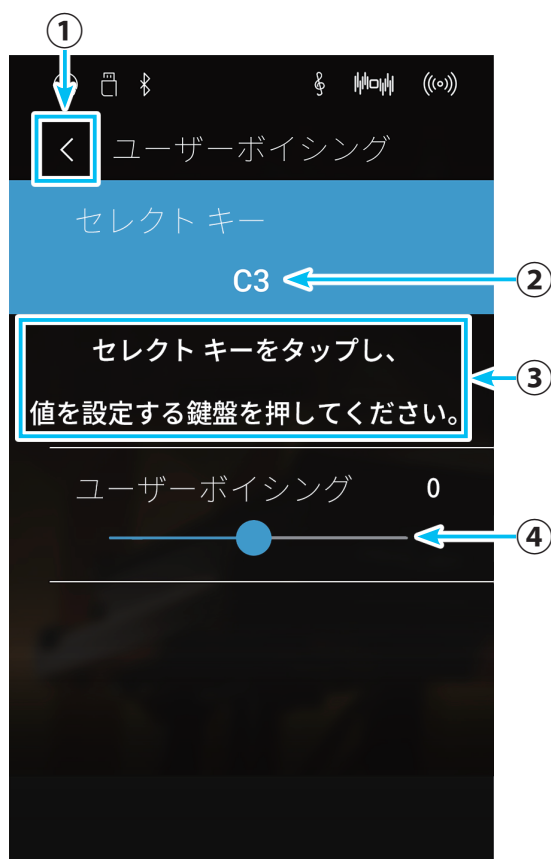 ①
ユーザーボイシング
セレクト キー
C3
②
セレクト キーをタップし、
値を設定する鍵盤を押してください。
③
ユーザーボイシング 0
④